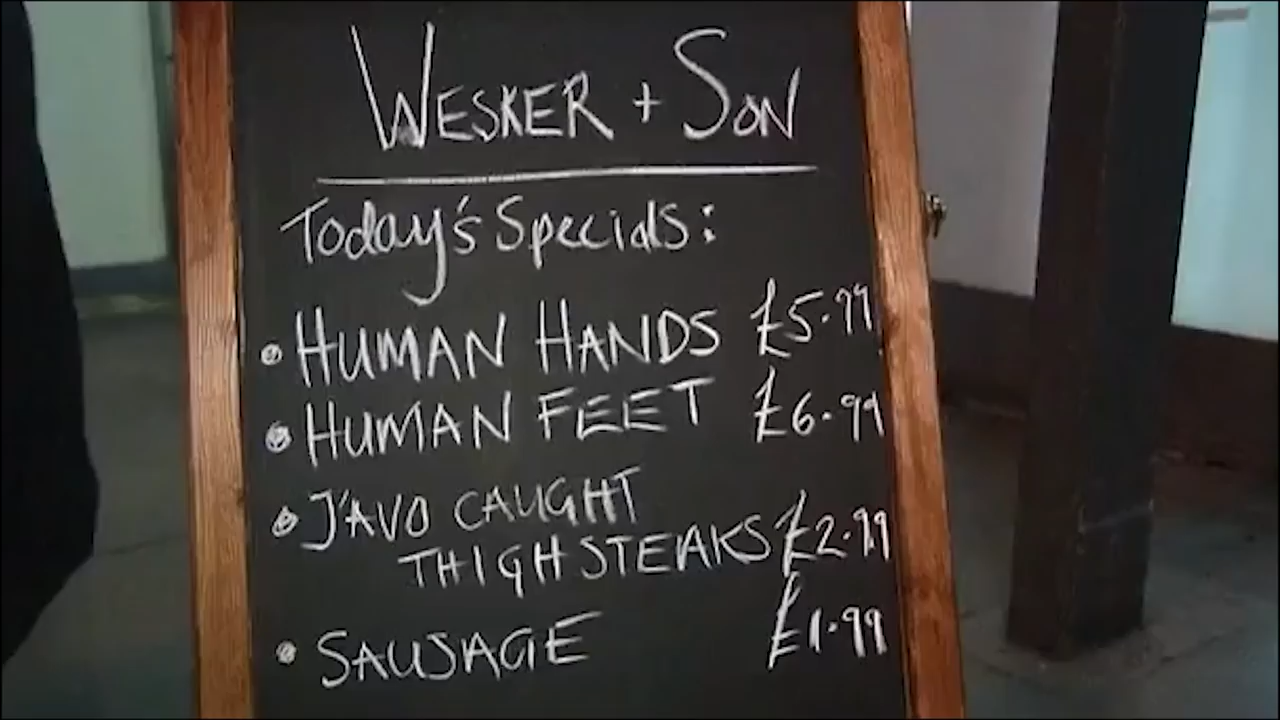 WESKER + SON
Today's Specials:
• HUMAN HANDS £5.99
• HUMAN FEET £6.99
• J'AVO CAUGHT
THIGH STEAKS £2.99
• SAUSAGE £1.99